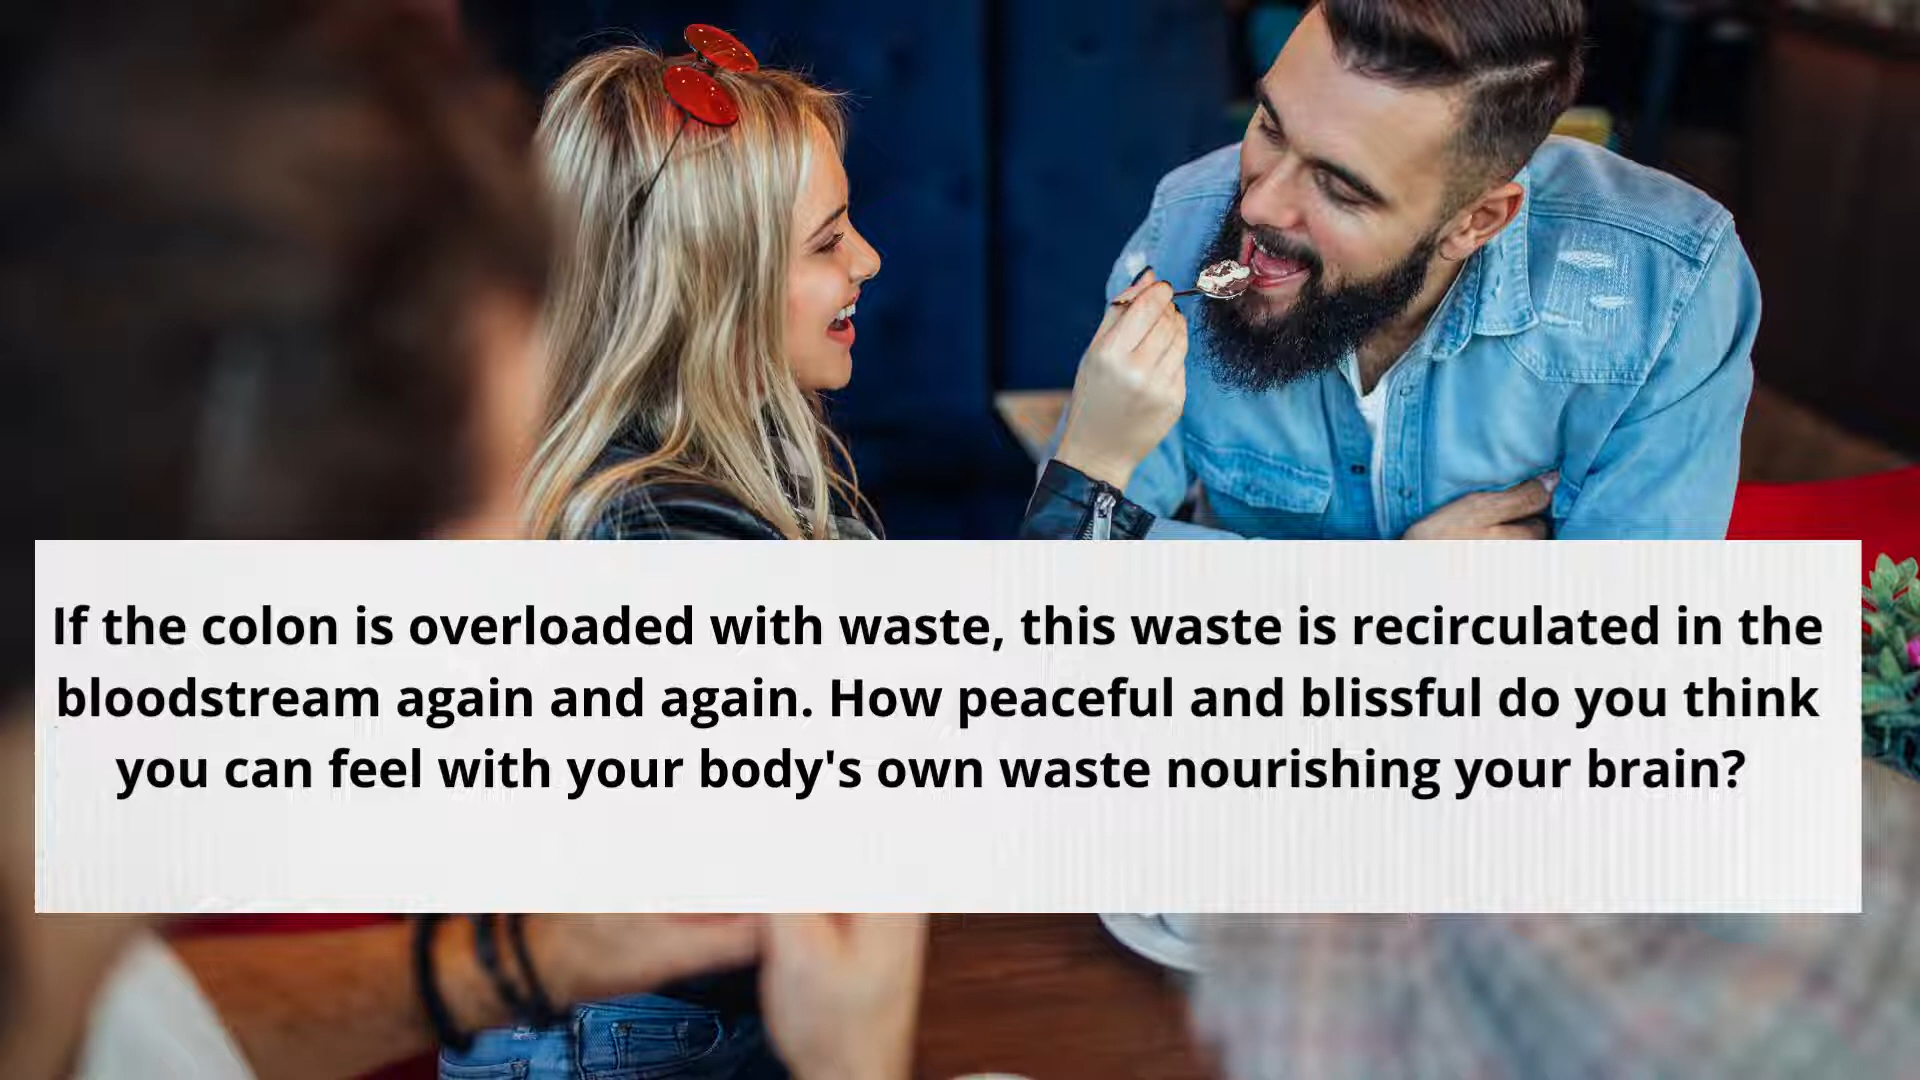 If the colon is overloaded with waste, this waste is recirculated in the
bloodstream again and again. How peaceful and blissful do you think
you can feel with your body's own waste nourishing your brain?